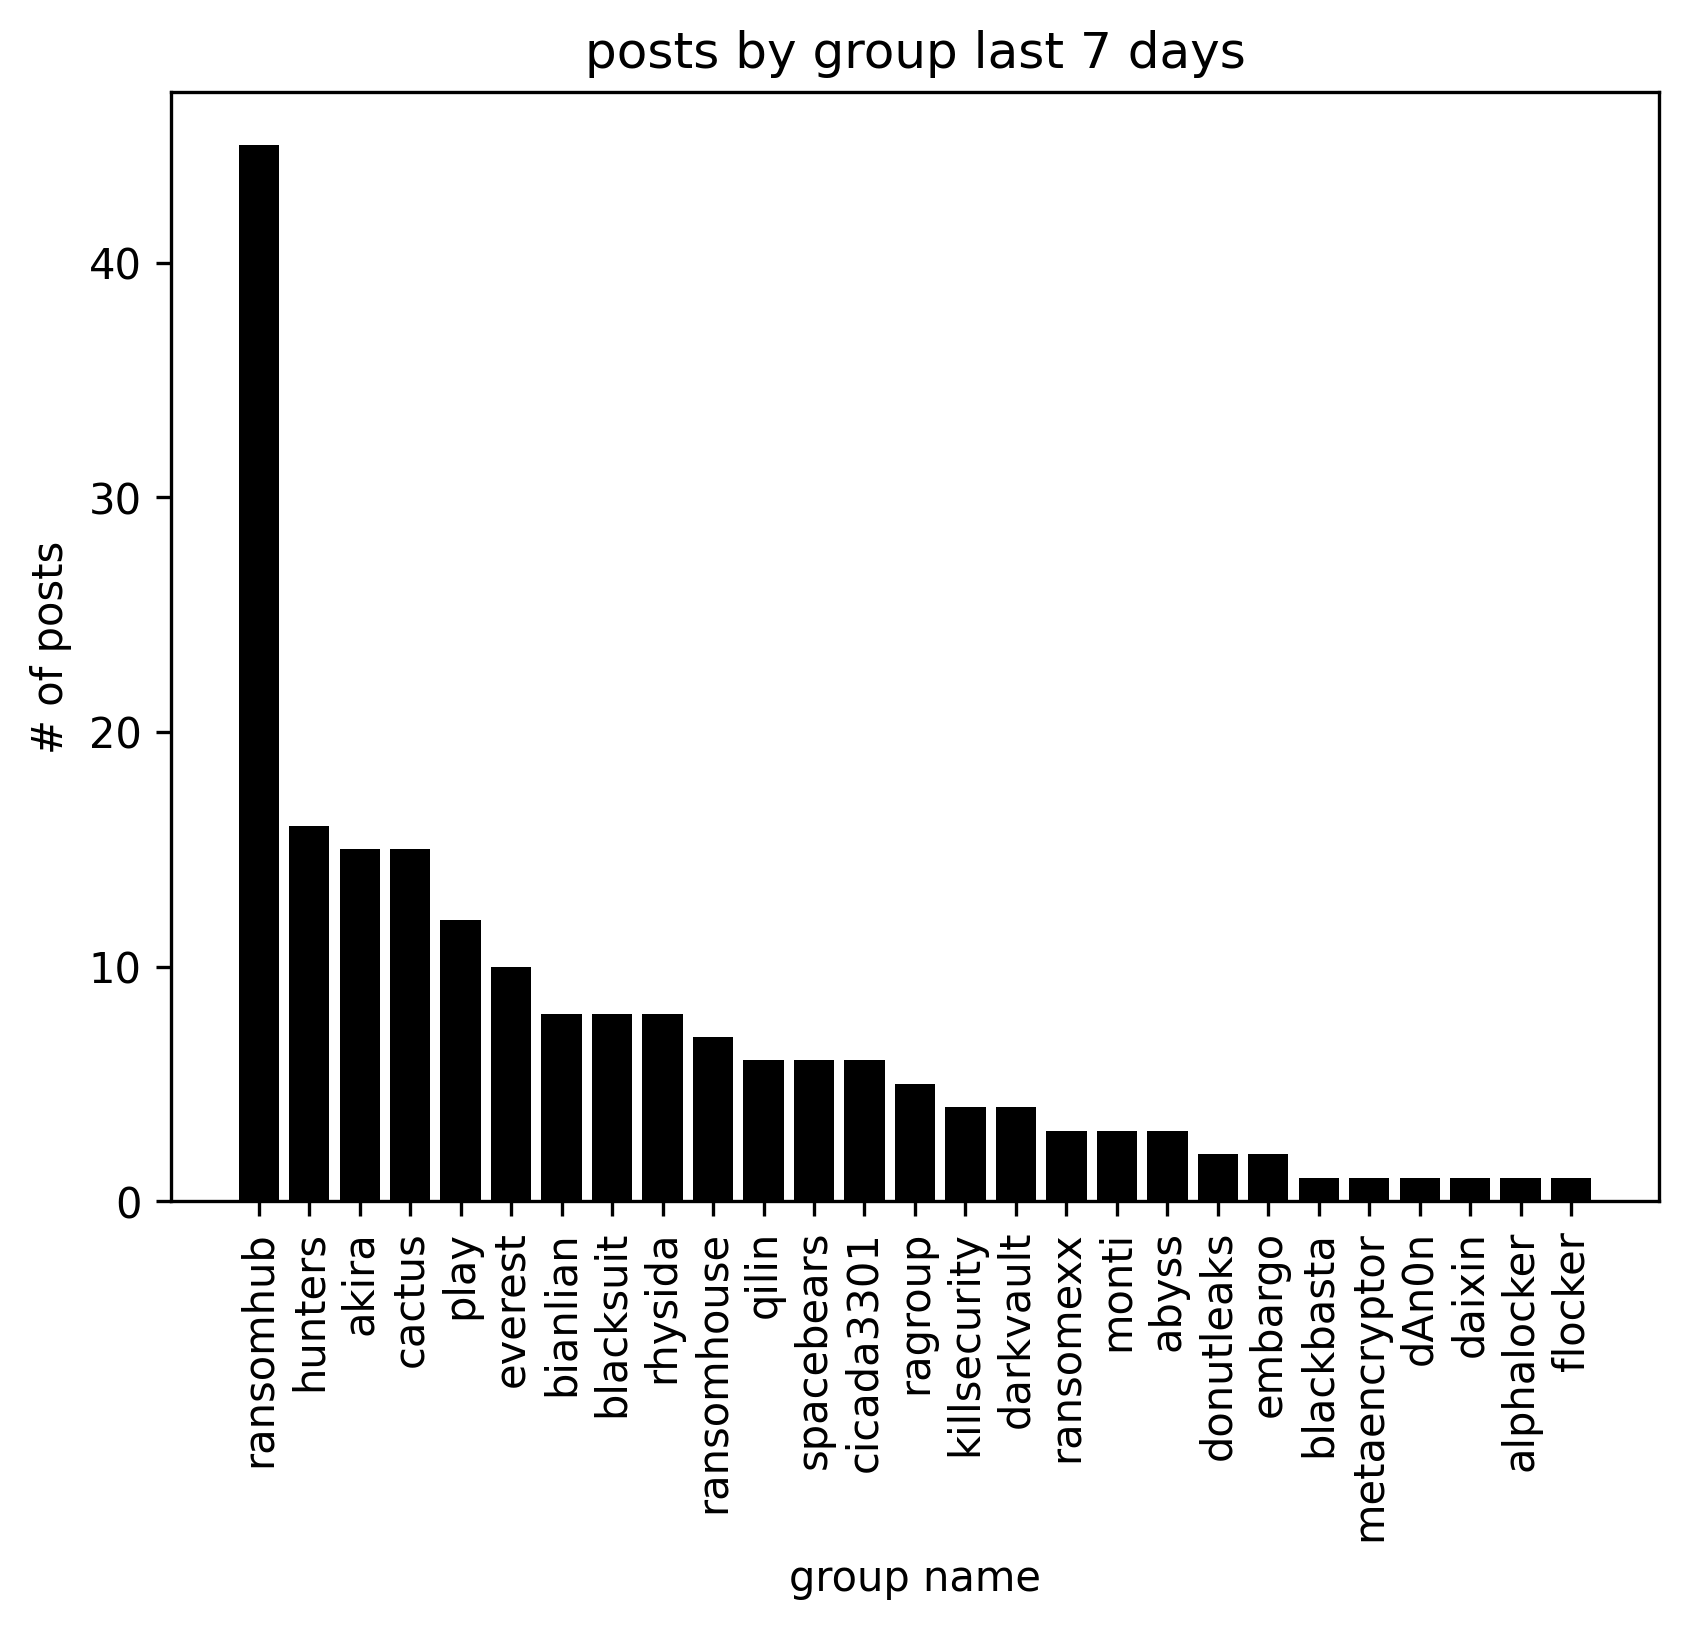 posts by group last 7 days
# of posts
40
30
20
10
0
ransomhub
hunters
akira
cactus
play
everest
bianlian
blacksuit
rhysida
ransomhouse
qilin
spacebears
cicada3301
ragroup
killsecurity
darkvault
ransomexx
monti
abyss
donutleaks
embargo
blackbasta
metaencryptor
dAn0n
daixin
alphalocker
flocker
group name